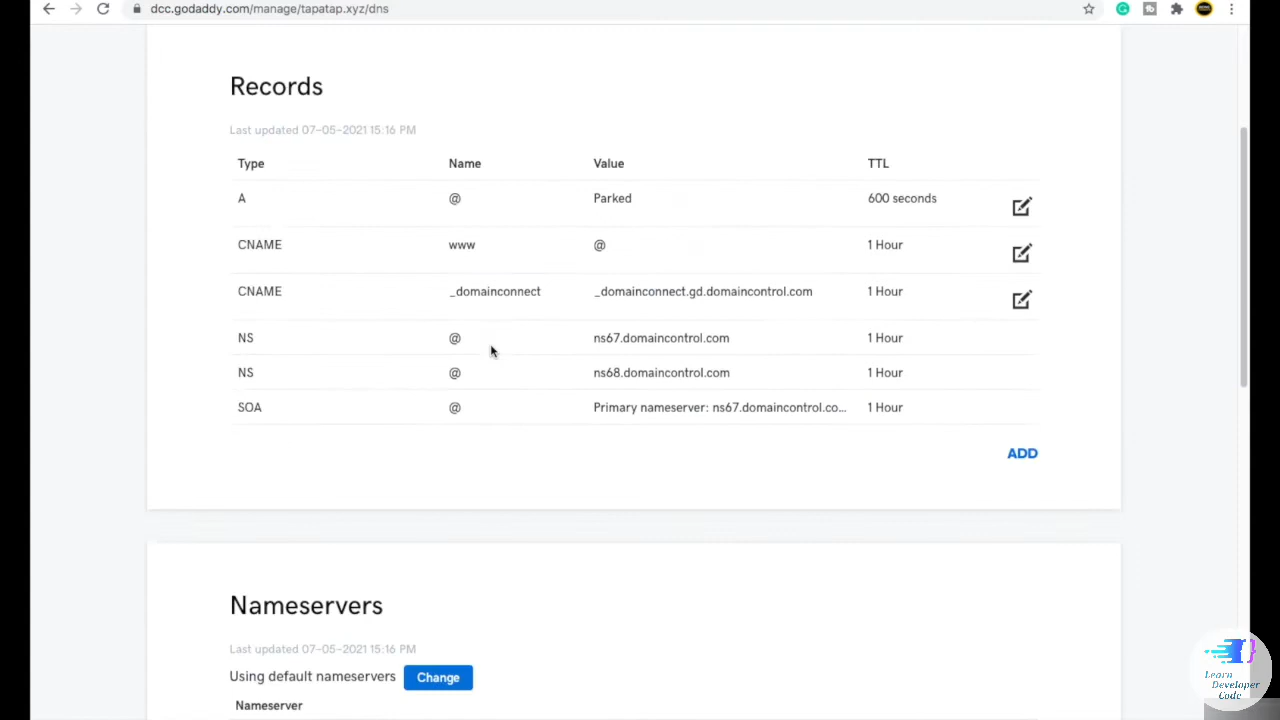 dcc.godaddy.com/manage/tapatap.xyz/dns
Records
Last updated 07-05-2021 15:16 PM
Type Name Value TTL
A @ Parked 600 seconds
CNAME www @ 1 Hour
CNAME _domainconnect _domainconnect.gd.domaincontrol.com 1 Hour
NS @ ns67.domaincontrol.com 1 Hour
NS @ ns68.domaincontrol.com 1 Hour
SOA @ Primary nameserver: ns67.domaincontrol.co... 1 Hour
ADD
Nameservers
Last updated 07-05-2021 15:16 PM
Using default nameservers Change
Nameserver
Learn
Developer
Code